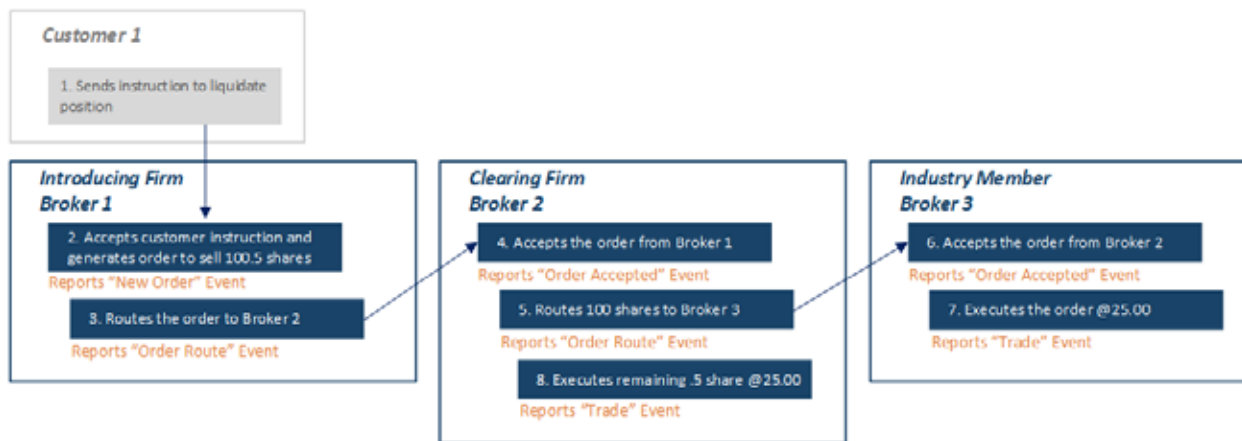 Customer 1
1. Sends instruction to liquidate
position
Introducing Firm
Broker 1
2. Accepts customer instruction and
generates order to sell 100.5 shares
Reports "New Order" Event
3. Routes the order to Broker 2
Reports "Order Route" Event
Clearing Firm
Broker 2
4. Accepts the order from Broker 1
Reports "Order Accepted" Event
5. Routes 100 shares to Broker 3
Reports "Order Route" Event
8. Executes remaining .5 share @25.00
Reports "Trade" Event
Industry Member
Broker 3
6. Accepts the order from Broker 2
Reports "Order Accepted" Event
7. Executes the order @25.00
Reports "Trade" Event